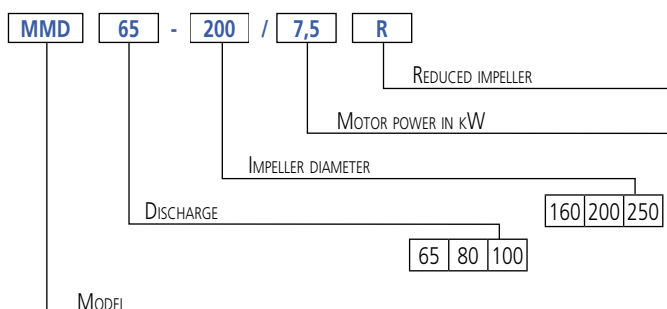 MMD 65 - 200 / 7,5 R
REDUCED IMPELLER
MOTOR POWER IN KW
IMPELLER DIAMETER
160 200 250
DISCHARGE
65 80 100
MODEL